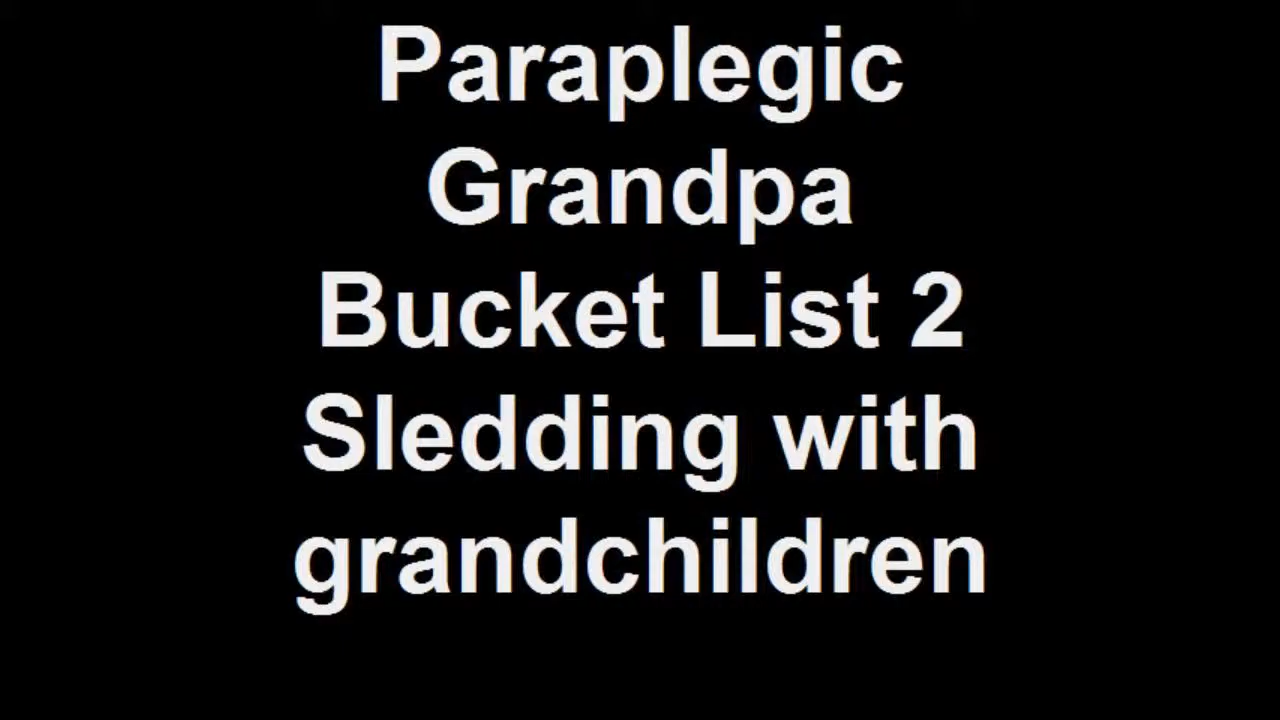 Paraplegic
Grandpa
Bucket List 2
Sledding with
grandchildren